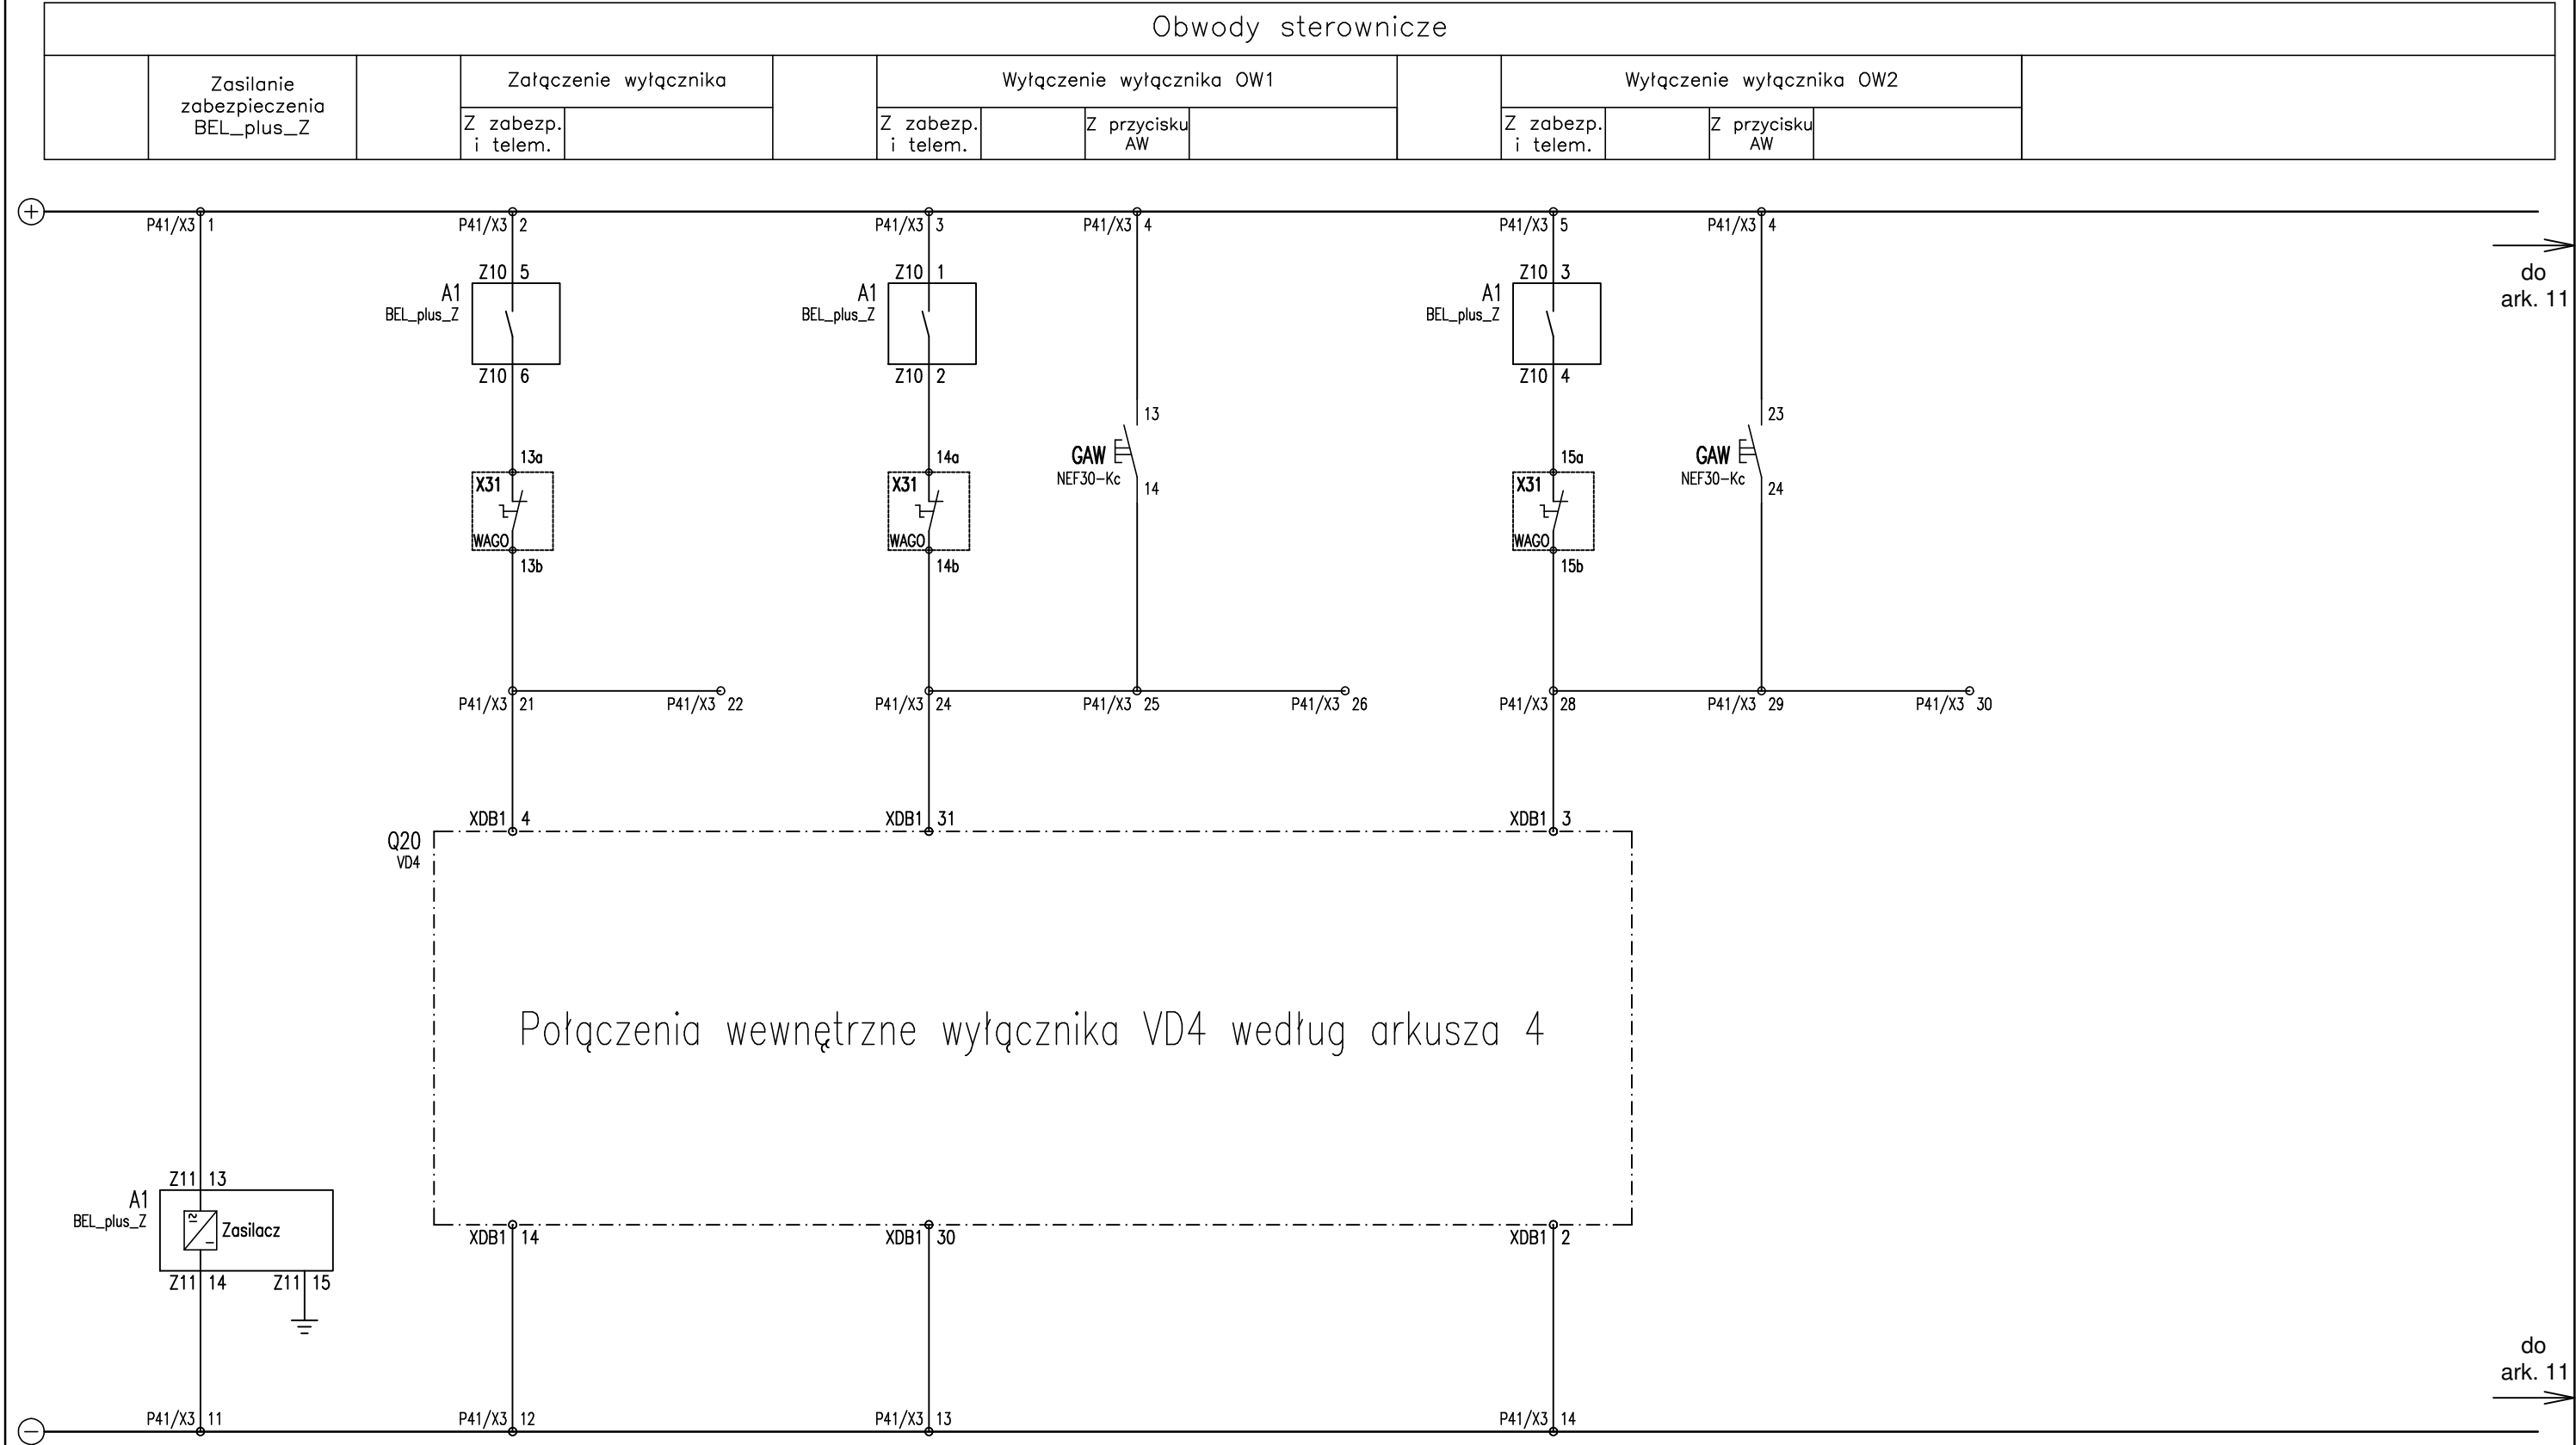 Obwody sterownicze
Zasilanie
zabezpieczenia
BEL_plus_Z
Załączenie wyłącznika
Wyłączenie wyłącznika OW1
Wyłączenie wyłącznika OW2
Z zabezp.
i telem.
Z zabezp.
i telem.
Z przycisku
AW
Z zabezp.
i telem.
Z przycisku
AW
+
P41/X3 1
P41/X3 2
P41/X3 3
P41/X3 4
P41/X3 5
P41/X3 4
do
ark. 11
Z10 5
A1
BEL_plus_Z
Z10 6
Z10 1
A1
BEL_plus_Z
Z10 2
Z10 3
A1
BEL_plus_Z
Z10 4
13a
X31
WAGO
13b
14a
X31
WAGO
14b
13
GAW
NEF30-Kc
14
15a
X31
WAGO
15b
23
GAW
NEF30-Kc
24
P41/X3 21
P41/X3 22
P41/X3 24
P41/X3 25
P41/X3 26
P41/X3 28
P41/X3 29
P41/X3 30
XDB1 4
XDB1 31
XDB1 3
Q20
VD4
Połączenia wewnętrzne wyłącznika VD4 według arkusza 4
Z11 13
A1
BEL_plus_Z
Zasilacz
Z11 14
Z11 15
XDB1 14
XDB1 30
XDB1 2
do
ark. 11
P41/X3 11
P41/X3 12
P41/X3 13
P41/X3 14
−